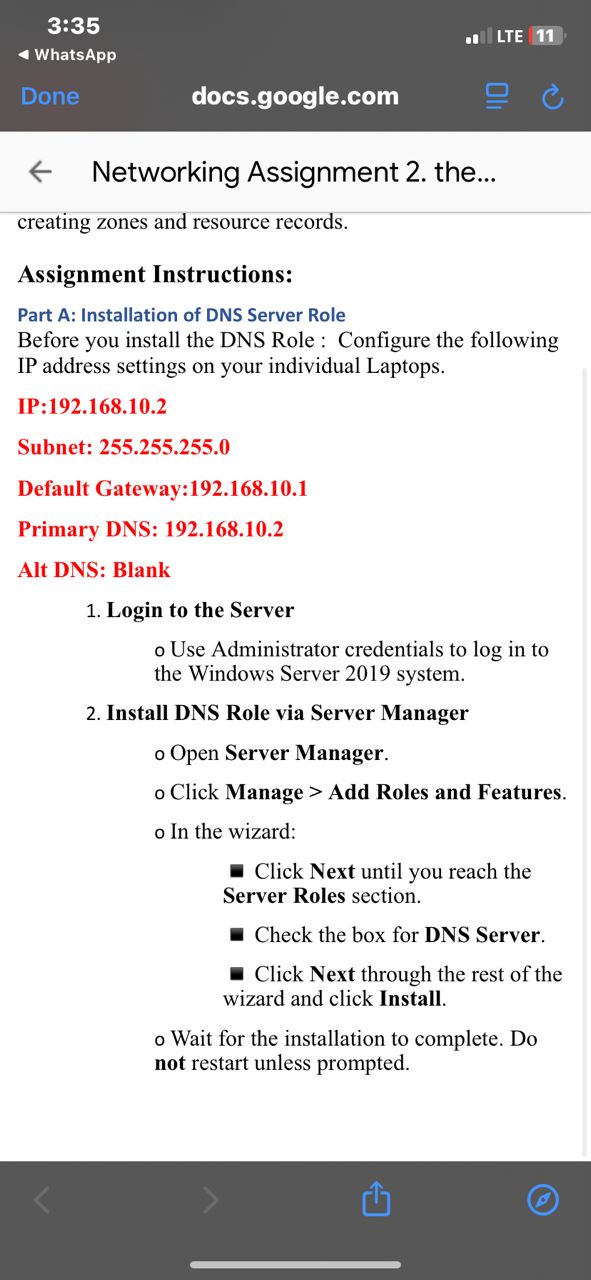 3:35
LTE 11
◀ WhatsApp
Done
docs.google.com
Networking Assignment 2. the...
creating zones and resource records.
Assignment Instructions:
Part A: Installation of DNS Server Role
Before you install the DNS Role : Configure the following
IP address settings on your individual Laptops.
IP:192.168.10.2
Subnet: 255.255.255.0
Default Gateway:192.168.10.1
Primary DNS: 192.168.10.2
Alt DNS: Blank
1. Login to the Server
o Use Administrator credentials to log in to
the Windows Server 2019 system.
2. Install DNS Role via Server Manager
o Open Server Manager.
o Click Manage > Add Roles and Features.
o In the wizard:
■ Click Next until you reach the
Server Roles section.
■ Check the box for DNS Server.
■ Click Next through the rest of the
wizard and click Install.
o Wait for the installation to complete. Do
not restart unless prompted.